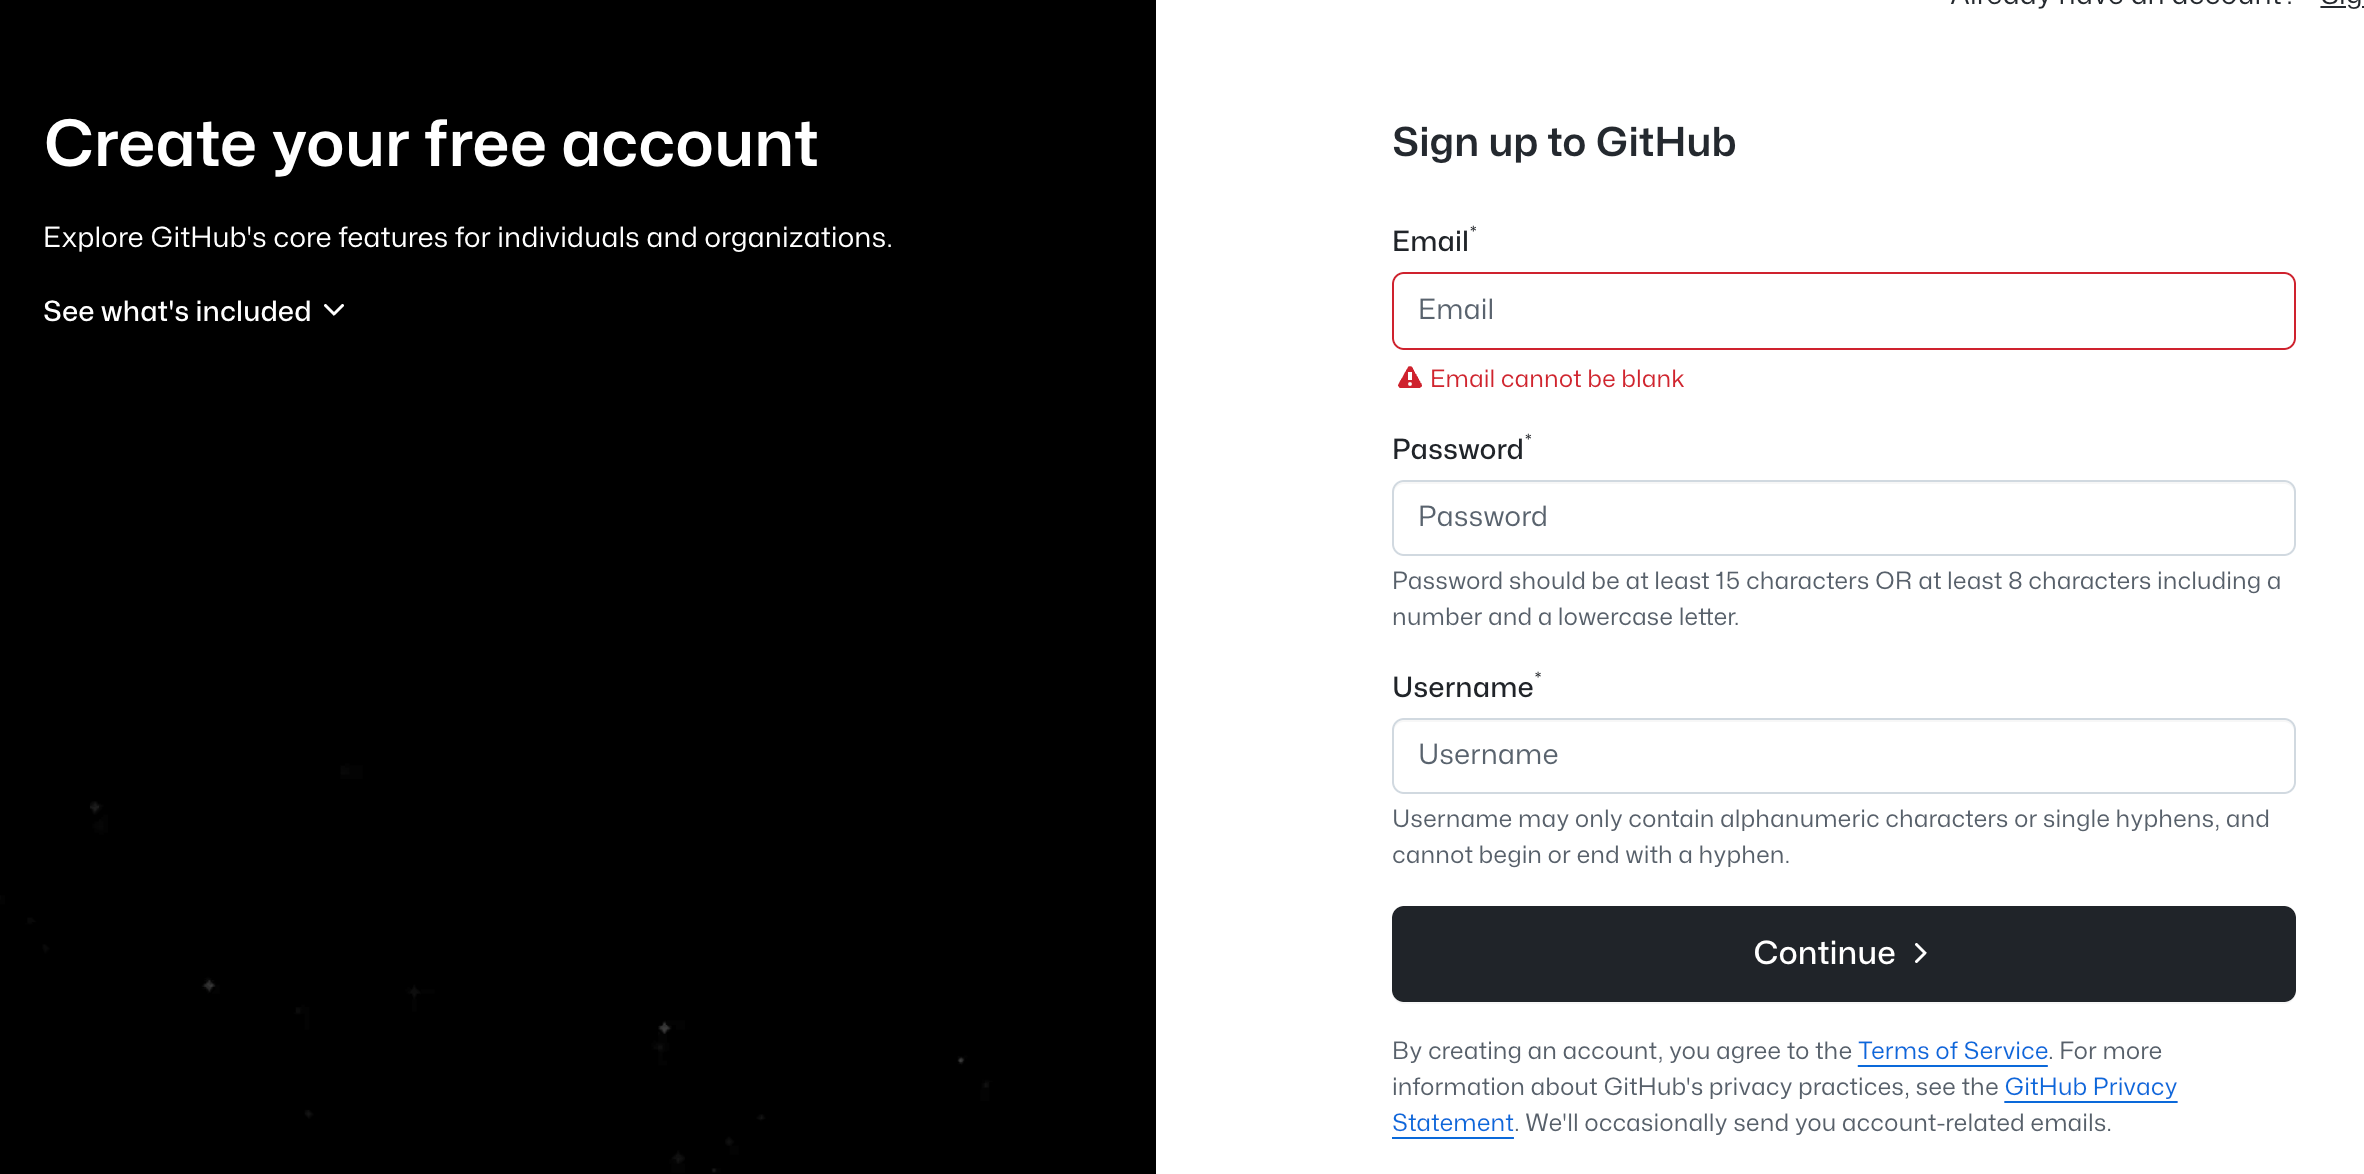 Already have an account?
Create your free account
Explore GitHub's core features for individuals and organizations.
See what's included
Sign up to GitHub
Email*
Email
Email cannot be blank
Password*
Password
Password should be at least 15 characters OR at least 8 characters including a
number and a lowercase letter.
Username*
Username
Username may only contain alphanumeric characters or single hyphens, and
cannot begin or end with a hyphen.
Continue
By creating an account, you agree to the Terms of Service. For more
information about GitHub's privacy practices, see the GitHub Privacy
Statement. We'll occasionally send you account-related emails.